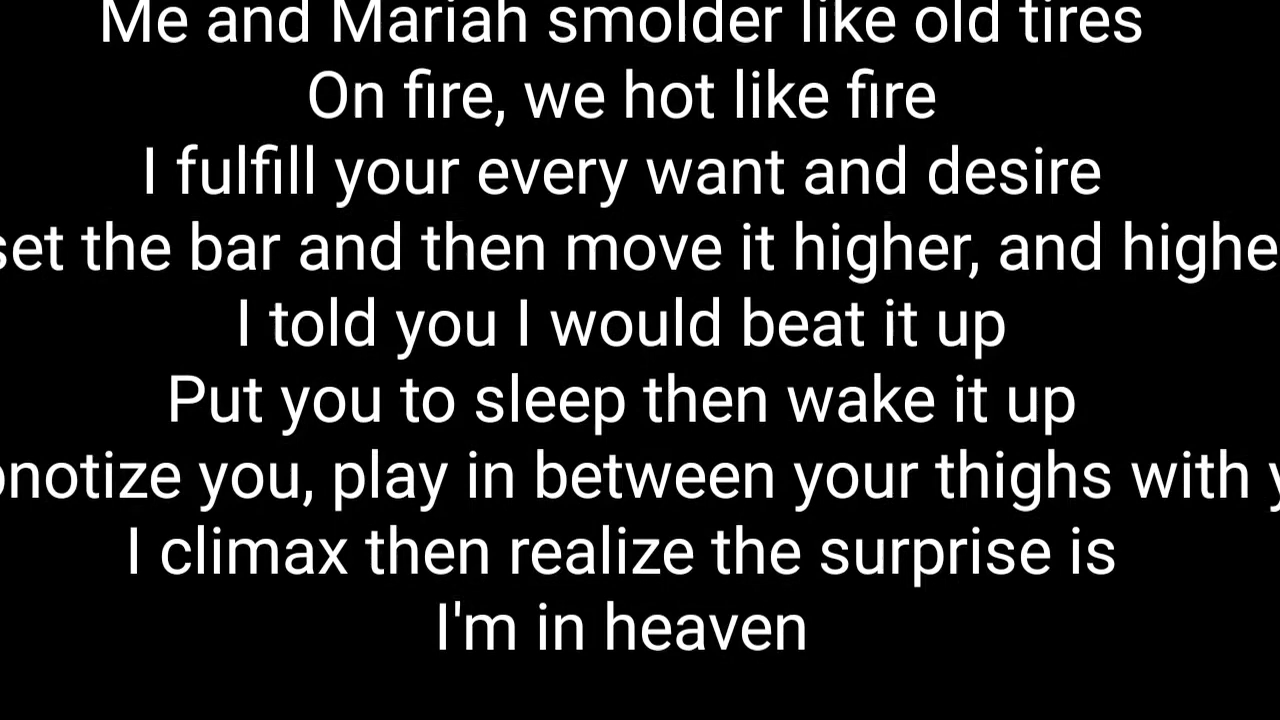 Me and Mariah smolder like old tires
On fire, we hot like fire
I fulfill your every want and desire
set the bar and then move it higher, and highe
I told you I would beat it up
Put you to sleep then wake it up
pnotize you, play in between your thighs with y
I climax then realize the surprise is
I'm in heaven